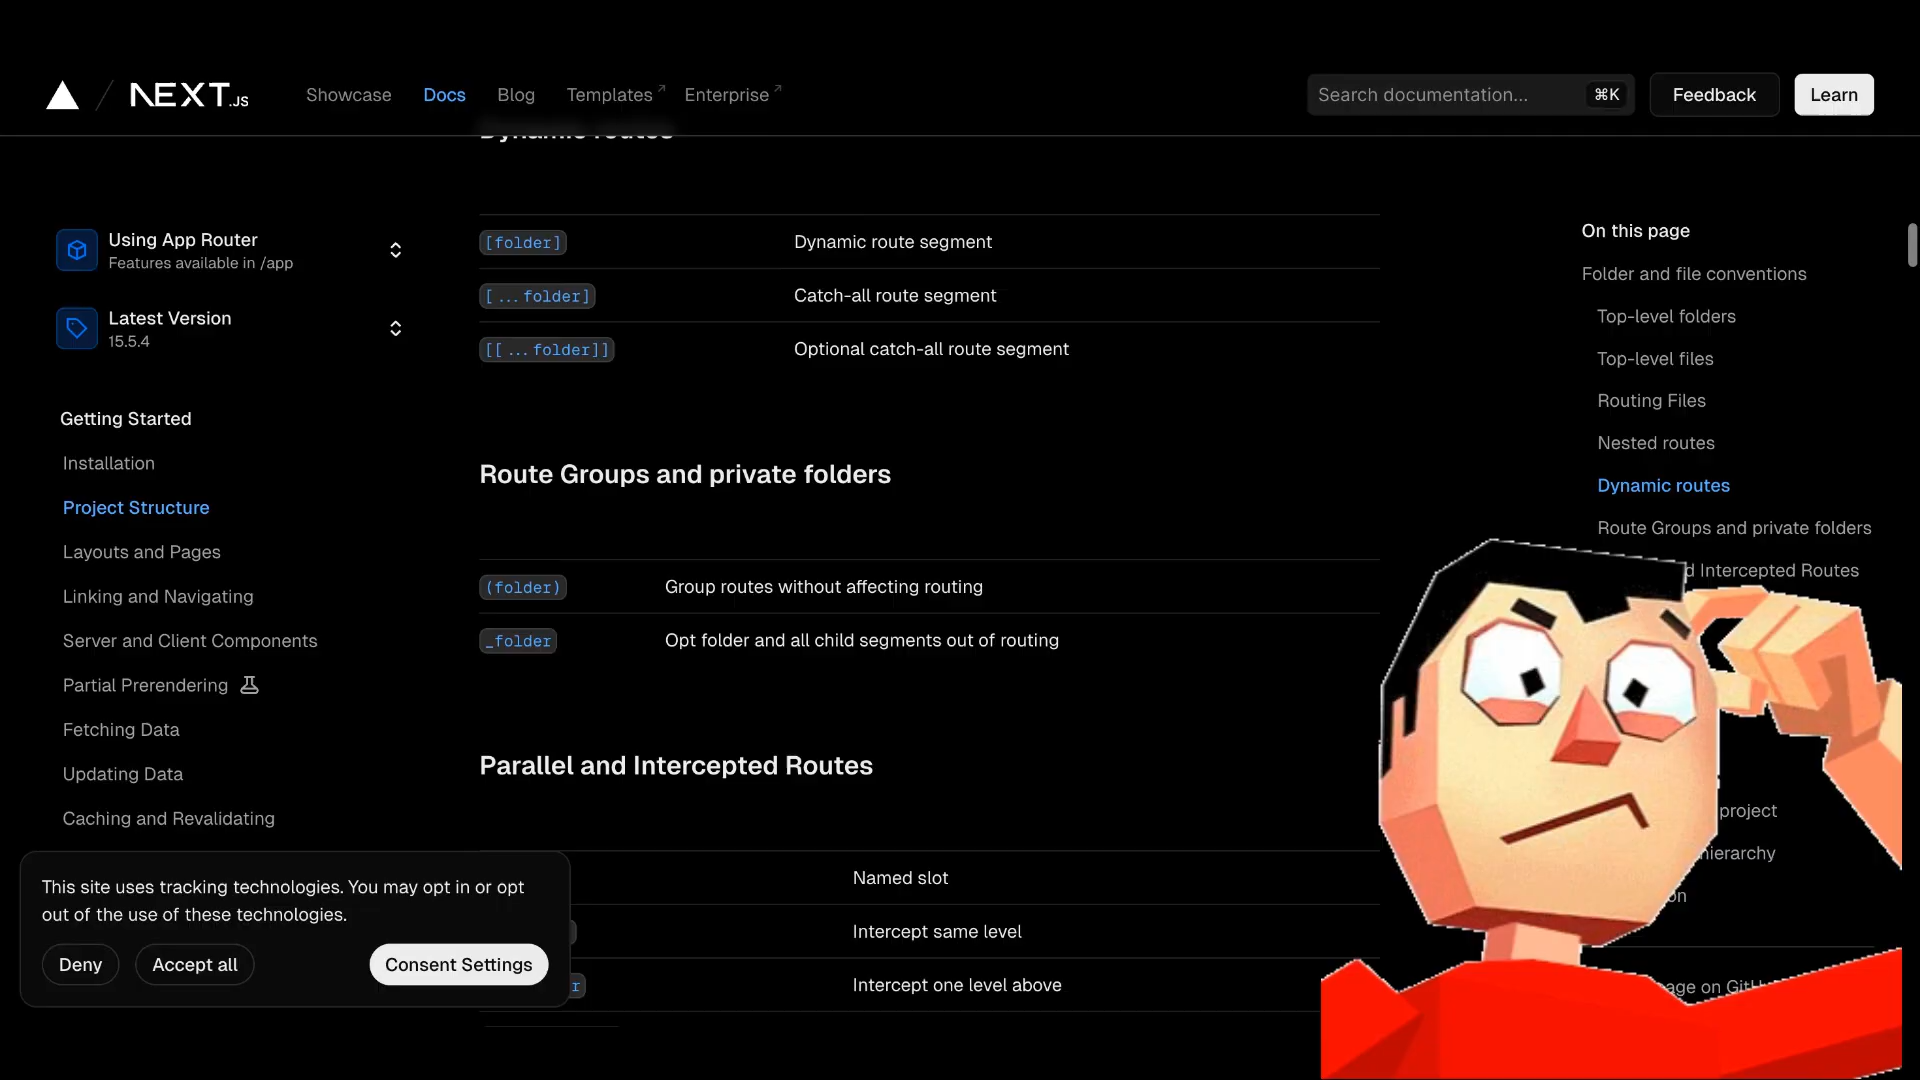 NEXT.JS
Showcase
Docs
Blog
Templates
Enterprise
Search documentation...
⌘K
Feedback
Learn
Using App Router
Features available in /app
Latest Version
15.5.4
Getting Started
Installation
Project Structure
Layouts and Pages
Linking and Navigating
Server and Client Components
Partial Prerendering
Fetching Data
Updating Data
Caching and Revalidating
Dynamic routes
[folder] Dynamic route segment
[...folder] Catch-all route segment
[[...folder]] Optional catch-all route segment
Route Groups and private folders
(folder) Group routes without affecting routing
_folder Opt folder and all child segments out of routing
Parallel and Intercepted Routes
Named slot
Intercept same level
r Intercept one level above
On this page
Folder and file conventions
Top-level folders
Top-level files
Routing Files
Nested routes
Dynamic routes
Route Groups and private folders
d Intercepted Routes
project
hierarchy
on
age on GitH
This site uses tracking technologies. You may opt in or opt
out of the use of these technologies.
Deny
Accept all
Consent Settings